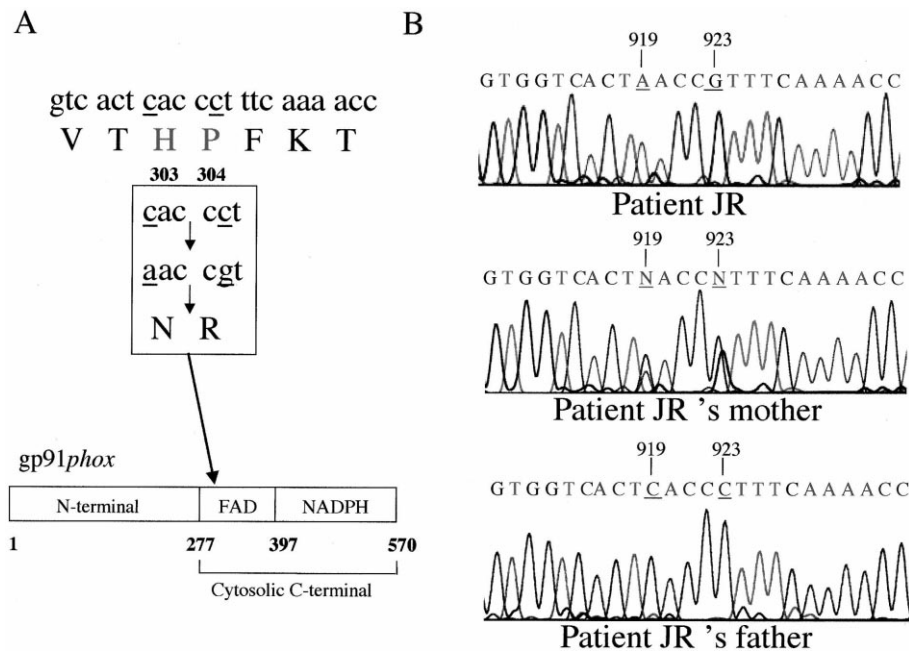 A
gtc act cac cct ttc aaa acc
V T H P F K T
303 304
cac cct
aac cgt
N R
gp91phox
N-terminal FAD NADPH
1 277 397 570
Cytosolic C-terminal
B
919 923
GTGGTCACTAACCGTTTCAAAACC
Patient JR
919 923
GTGGTCACTNACCNTTTCAAAACC
Patient JR 's mother
919 923
GTGGTCACTCACCCTTTCAAAACC
Patient JR 's father